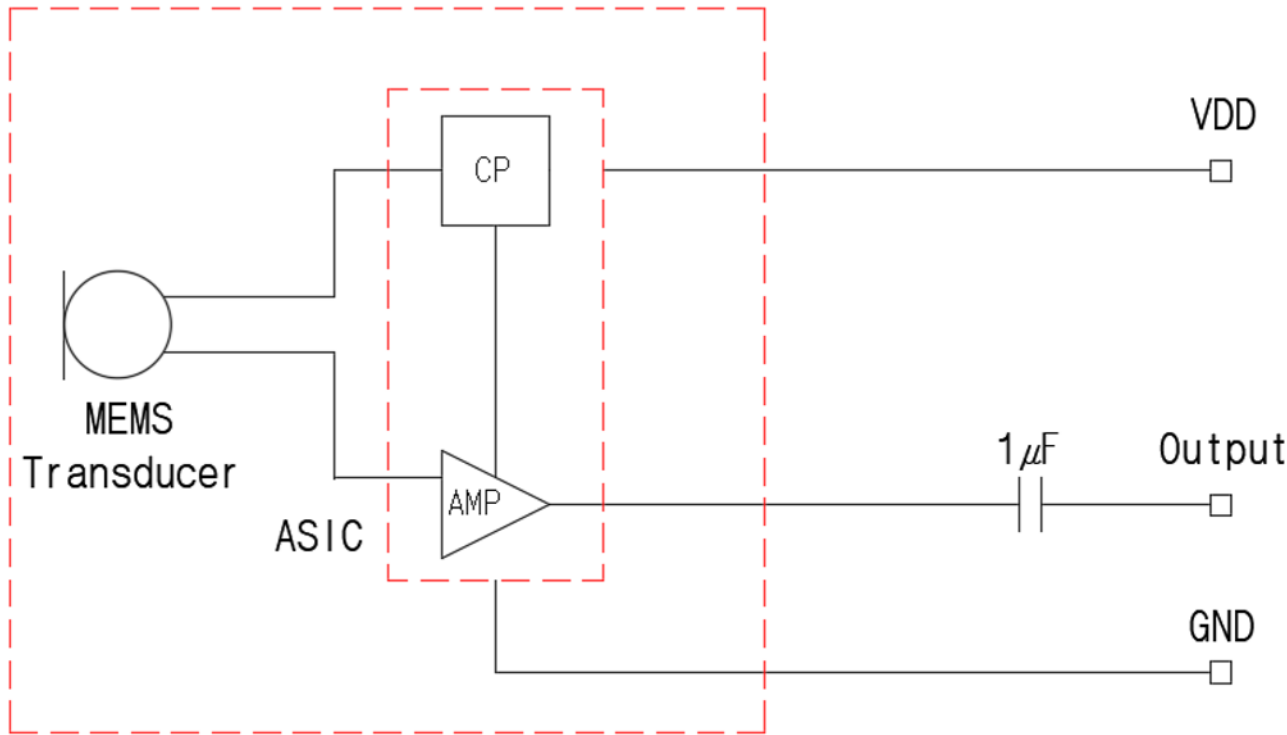 VDD
CP
MEMS
Transducer
1μF
Output
AMP
ASIC
GND